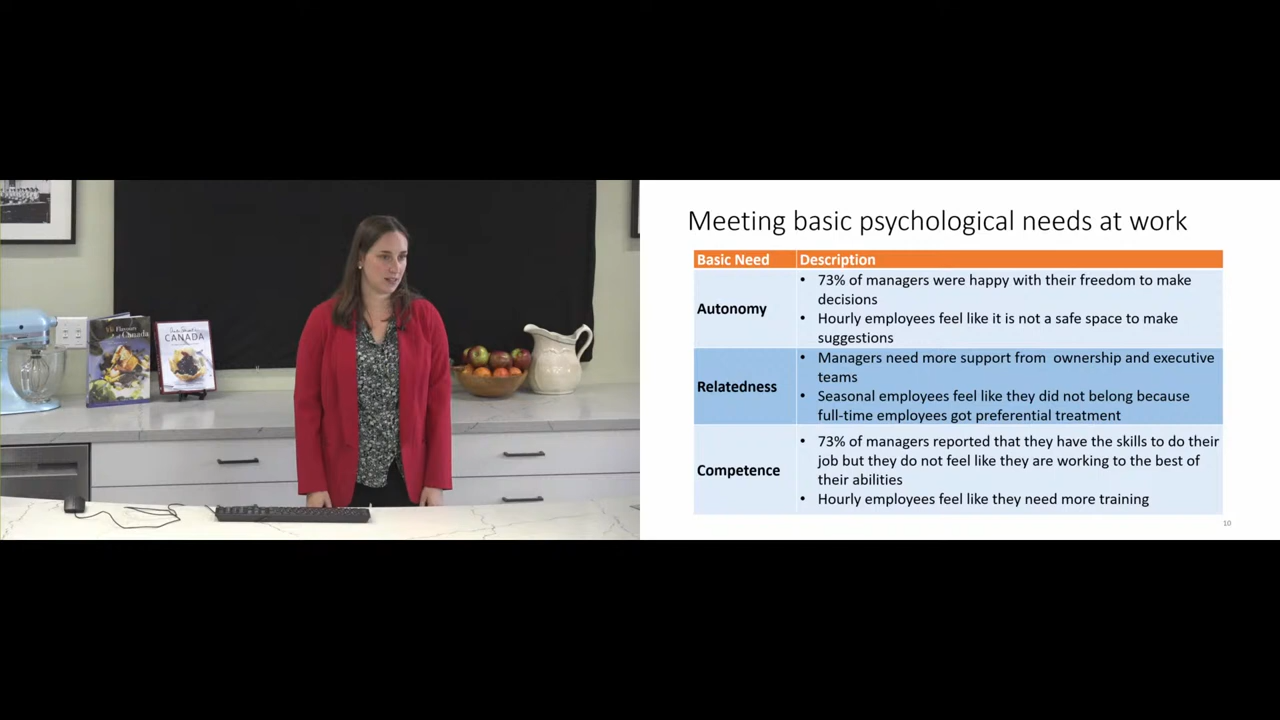 Flavours
of Canada
CANADA
Meeting basic psychological needs at work
Basic Need
Description
Autonomy
• 73% of managers were happy with their freedom to make
decisions
• Hourly employees feel like it is not a safe space to make
suggestions
Relatedness
• Managers need more support from ownership and executive
teams
• Seasonal employees feel like they did not belong because
full-time employees got preferential treatment
Competence
• 73% of managers reported that they have the skills to do their
job but they do not feel like they are working to the best of
their abilities
• Hourly employees feel like they need more training
10